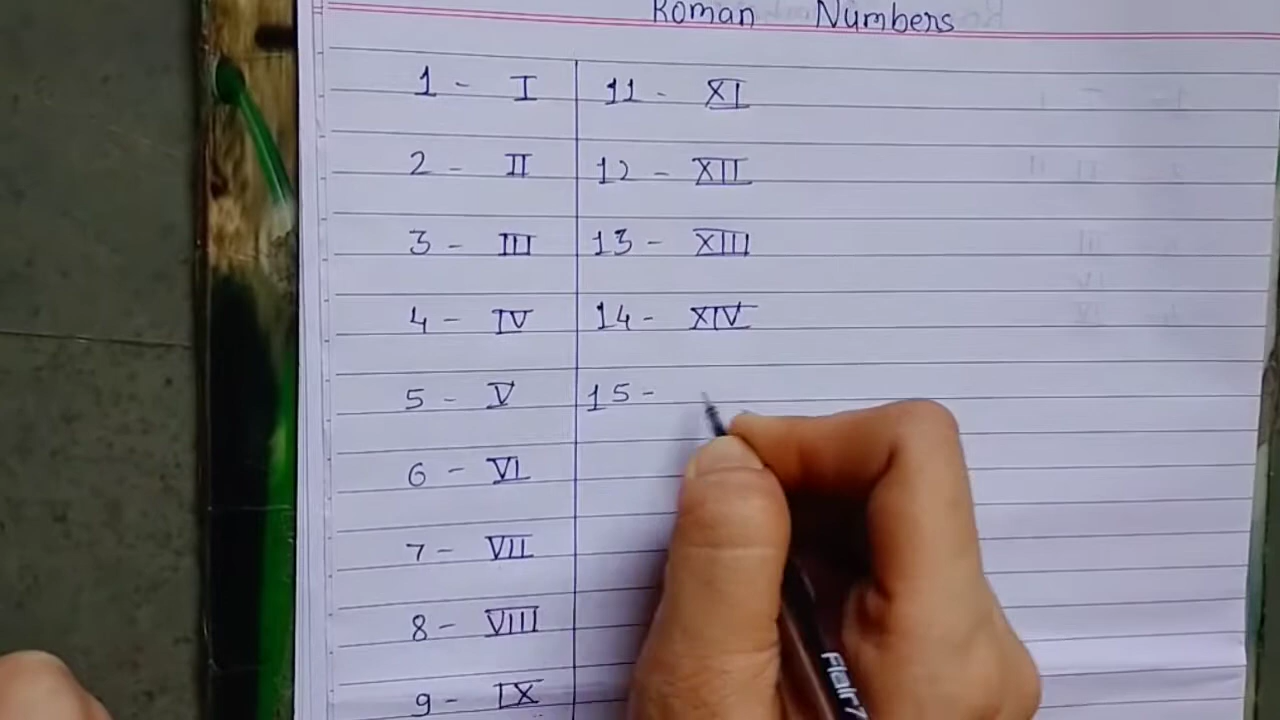 Roman Numbers
1 - I
2 - II
3 - III
4 - IV
5 - V
6 - VI
7 - VII
8 - VIII
9 - IX
11 - XI
12 - XII
13 - XIII
14 - XIV
15 -
Flair